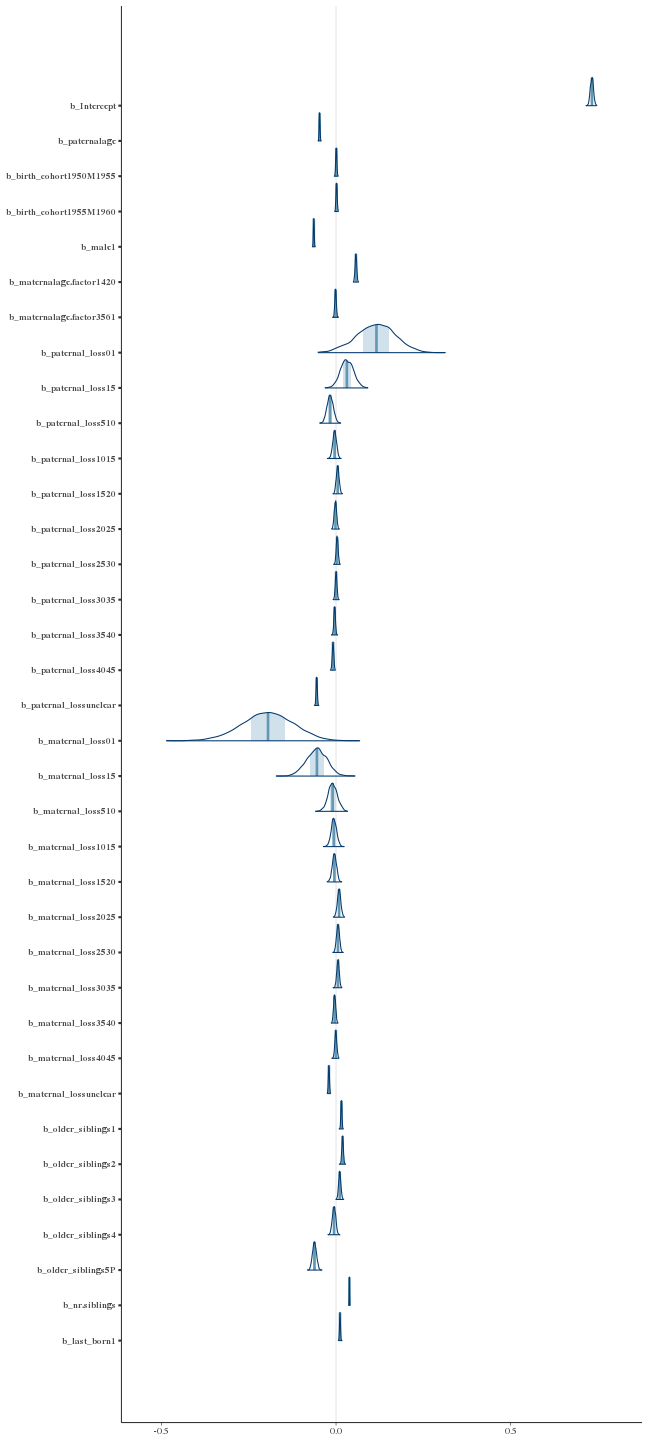 b_Intercept
b_paternalage
b_birth_cohort1950M1955
b_birth_cohort1955M1960
b_male1
b_maternalage.factor1420
b_maternalage.factor3561
b_paternal_loss01
b_paternal_loss15
b_paternal_loss510
b_paternal_loss1015
b_paternal_loss1520
b_paternal_loss2025
b_paternal_loss2530
b_paternal_loss3035
b_paternal_loss3540
b_paternal_loss4045
b_paternal_lossunclear
b_maternal_loss01
b_maternal_loss15
b_maternal_loss510
b_maternal_loss1015
b_maternal_loss1520
b_maternal_loss2025
b_maternal_loss2530
b_maternal_loss3035
b_maternal_loss3540
b_maternal_loss4045
b_maternal_lossunclear
b_older_siblings1
b_older_siblings2
b_older_siblings3
b_older_siblings4
b_older_siblings5P
b_nr.siblings
b_last_born1
-0.5 0.0 0.5